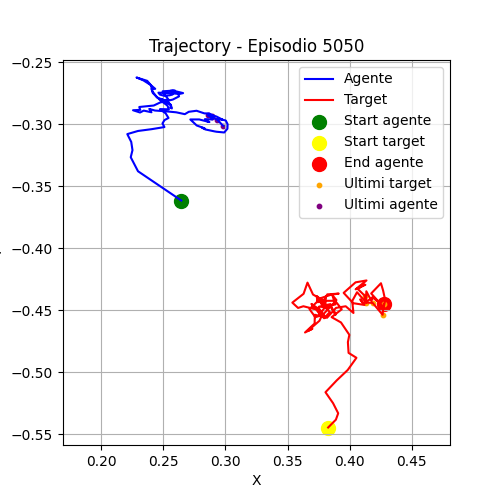 Trajectory - Episodio 5050
−0.25
−0.30
−0.35
−0.40
−0.45
−0.50
−0.55
Agente
Target
Start agente
Start target
End agente
Ultimi target
Ultimi agente
0.20 0.25 0.30 0.35 0.40 0.45
X